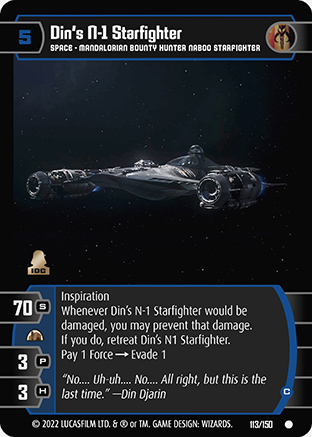 5
Din's N-1 Starfighter
SPACE - MANDALORIAN BOUNTY HUNTER NABOO STARFIGHTER
IDC
70 S
Inspiration
Whenever Din's N-1 Starfighter would be
damaged, you may prevent that damage.
If you do, retreat Din's N1 Starfighter.
Pay 1 Force → Evade 1
3 P
3 H
"No.... Uh-uh.... No.... All right, but this is the
last time." —Din Djarin
C
© 2022 LUCASFILM LTD. & ® or TM. GAME DESIGN: WIZARDS.
113/150